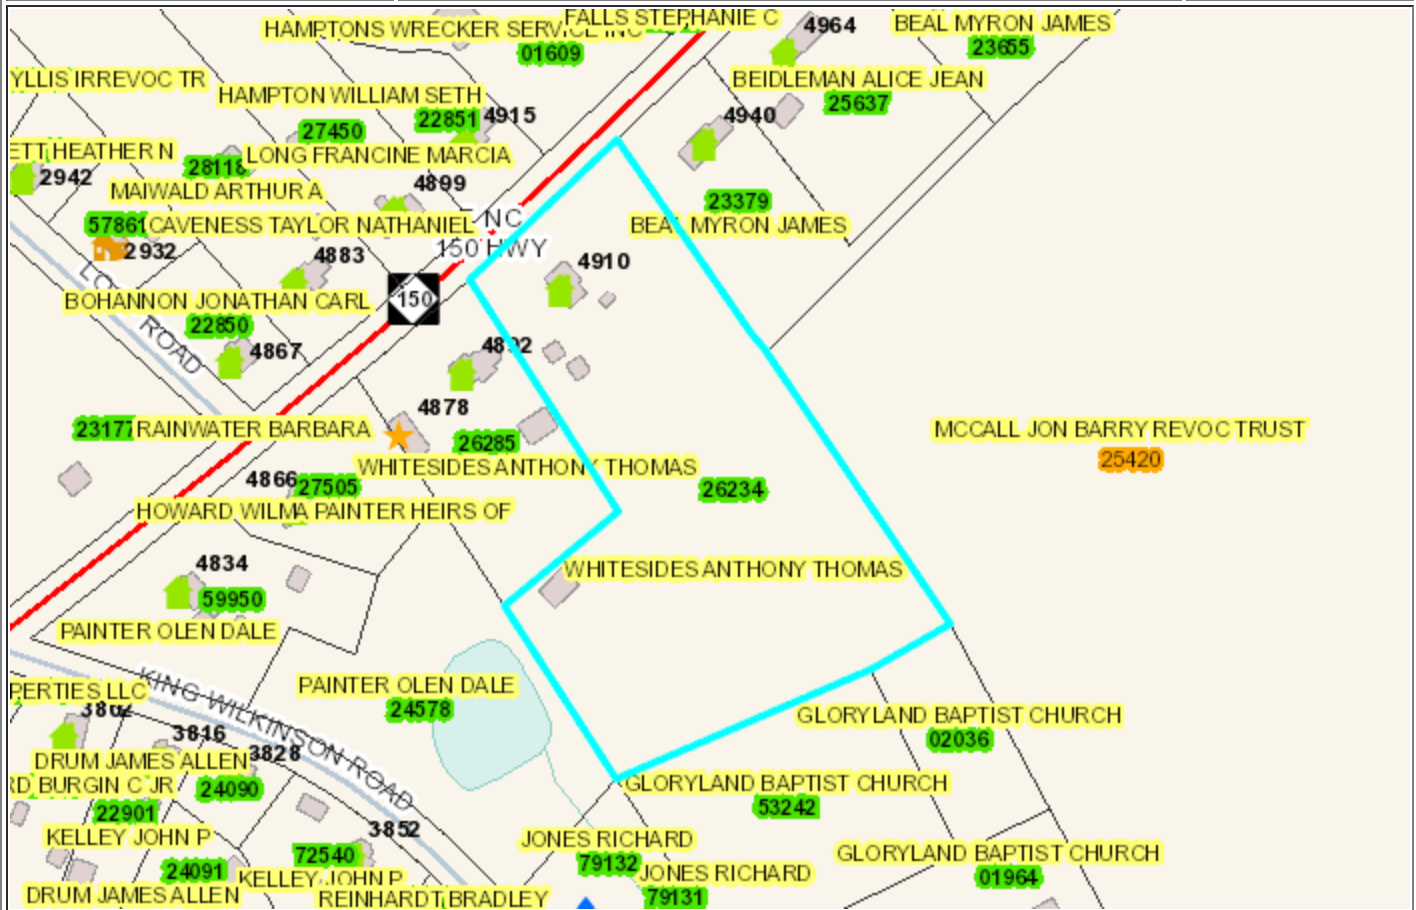 FALLS STEPHANIE C
HAMPTONS WRECKER SERVICE INC
01609
4964
BEAL MYRON JAMES
23655
YLLIS IRREVOC TR
BEIDLEMAN ALICE JEAN
25637
HAMPTON WILLIAM SETH
22851
4915
4940
27450
ETT HEATHER N
28118
LONG FRANCINE MARCIA
2942
MAIWALD ARTHUR A
4899
23379
BEAL MYRON JAMES
57861
CAVENESS TAYLOR NATHANIEL
E NC
150 HWY
2932
4883
4910
150
BOHANNON JONATHAN CARL
22850
ROAD
4867
4892
4878
23177
RAINWATER BARBARA
26285
MCCALL JON BARRY REVOC TRUST
25420
WHITESIDES ANTHONY THOMAS
4866
27505
26234
HOWARD WILMA PAINTER HEIRS OF
4834
WHITESIDES ANTHONY THOMAS
59950
PAINTER OLEN DALE
KING WILKINSON ROAD
PERTIES LLC
PAINTER OLEN DALE
24578
3862
3816
GLORYLAND BAPTIST CHURCH
02036
3828
DRUM JAMES ALLEN
RD BURGIN C JR
24090
GLORYLAND BAPTIST CHURCH
53242
22901
KELLEY JOHN P
3852
JONES RICHARD
79132
72540
GLORYLAND BAPTIST CHURCH
01964
24091
KELLEY JOHN P
JONES RICHARD
79131
DRUM JAMES ALLEN
REINHARDT BRADLEY